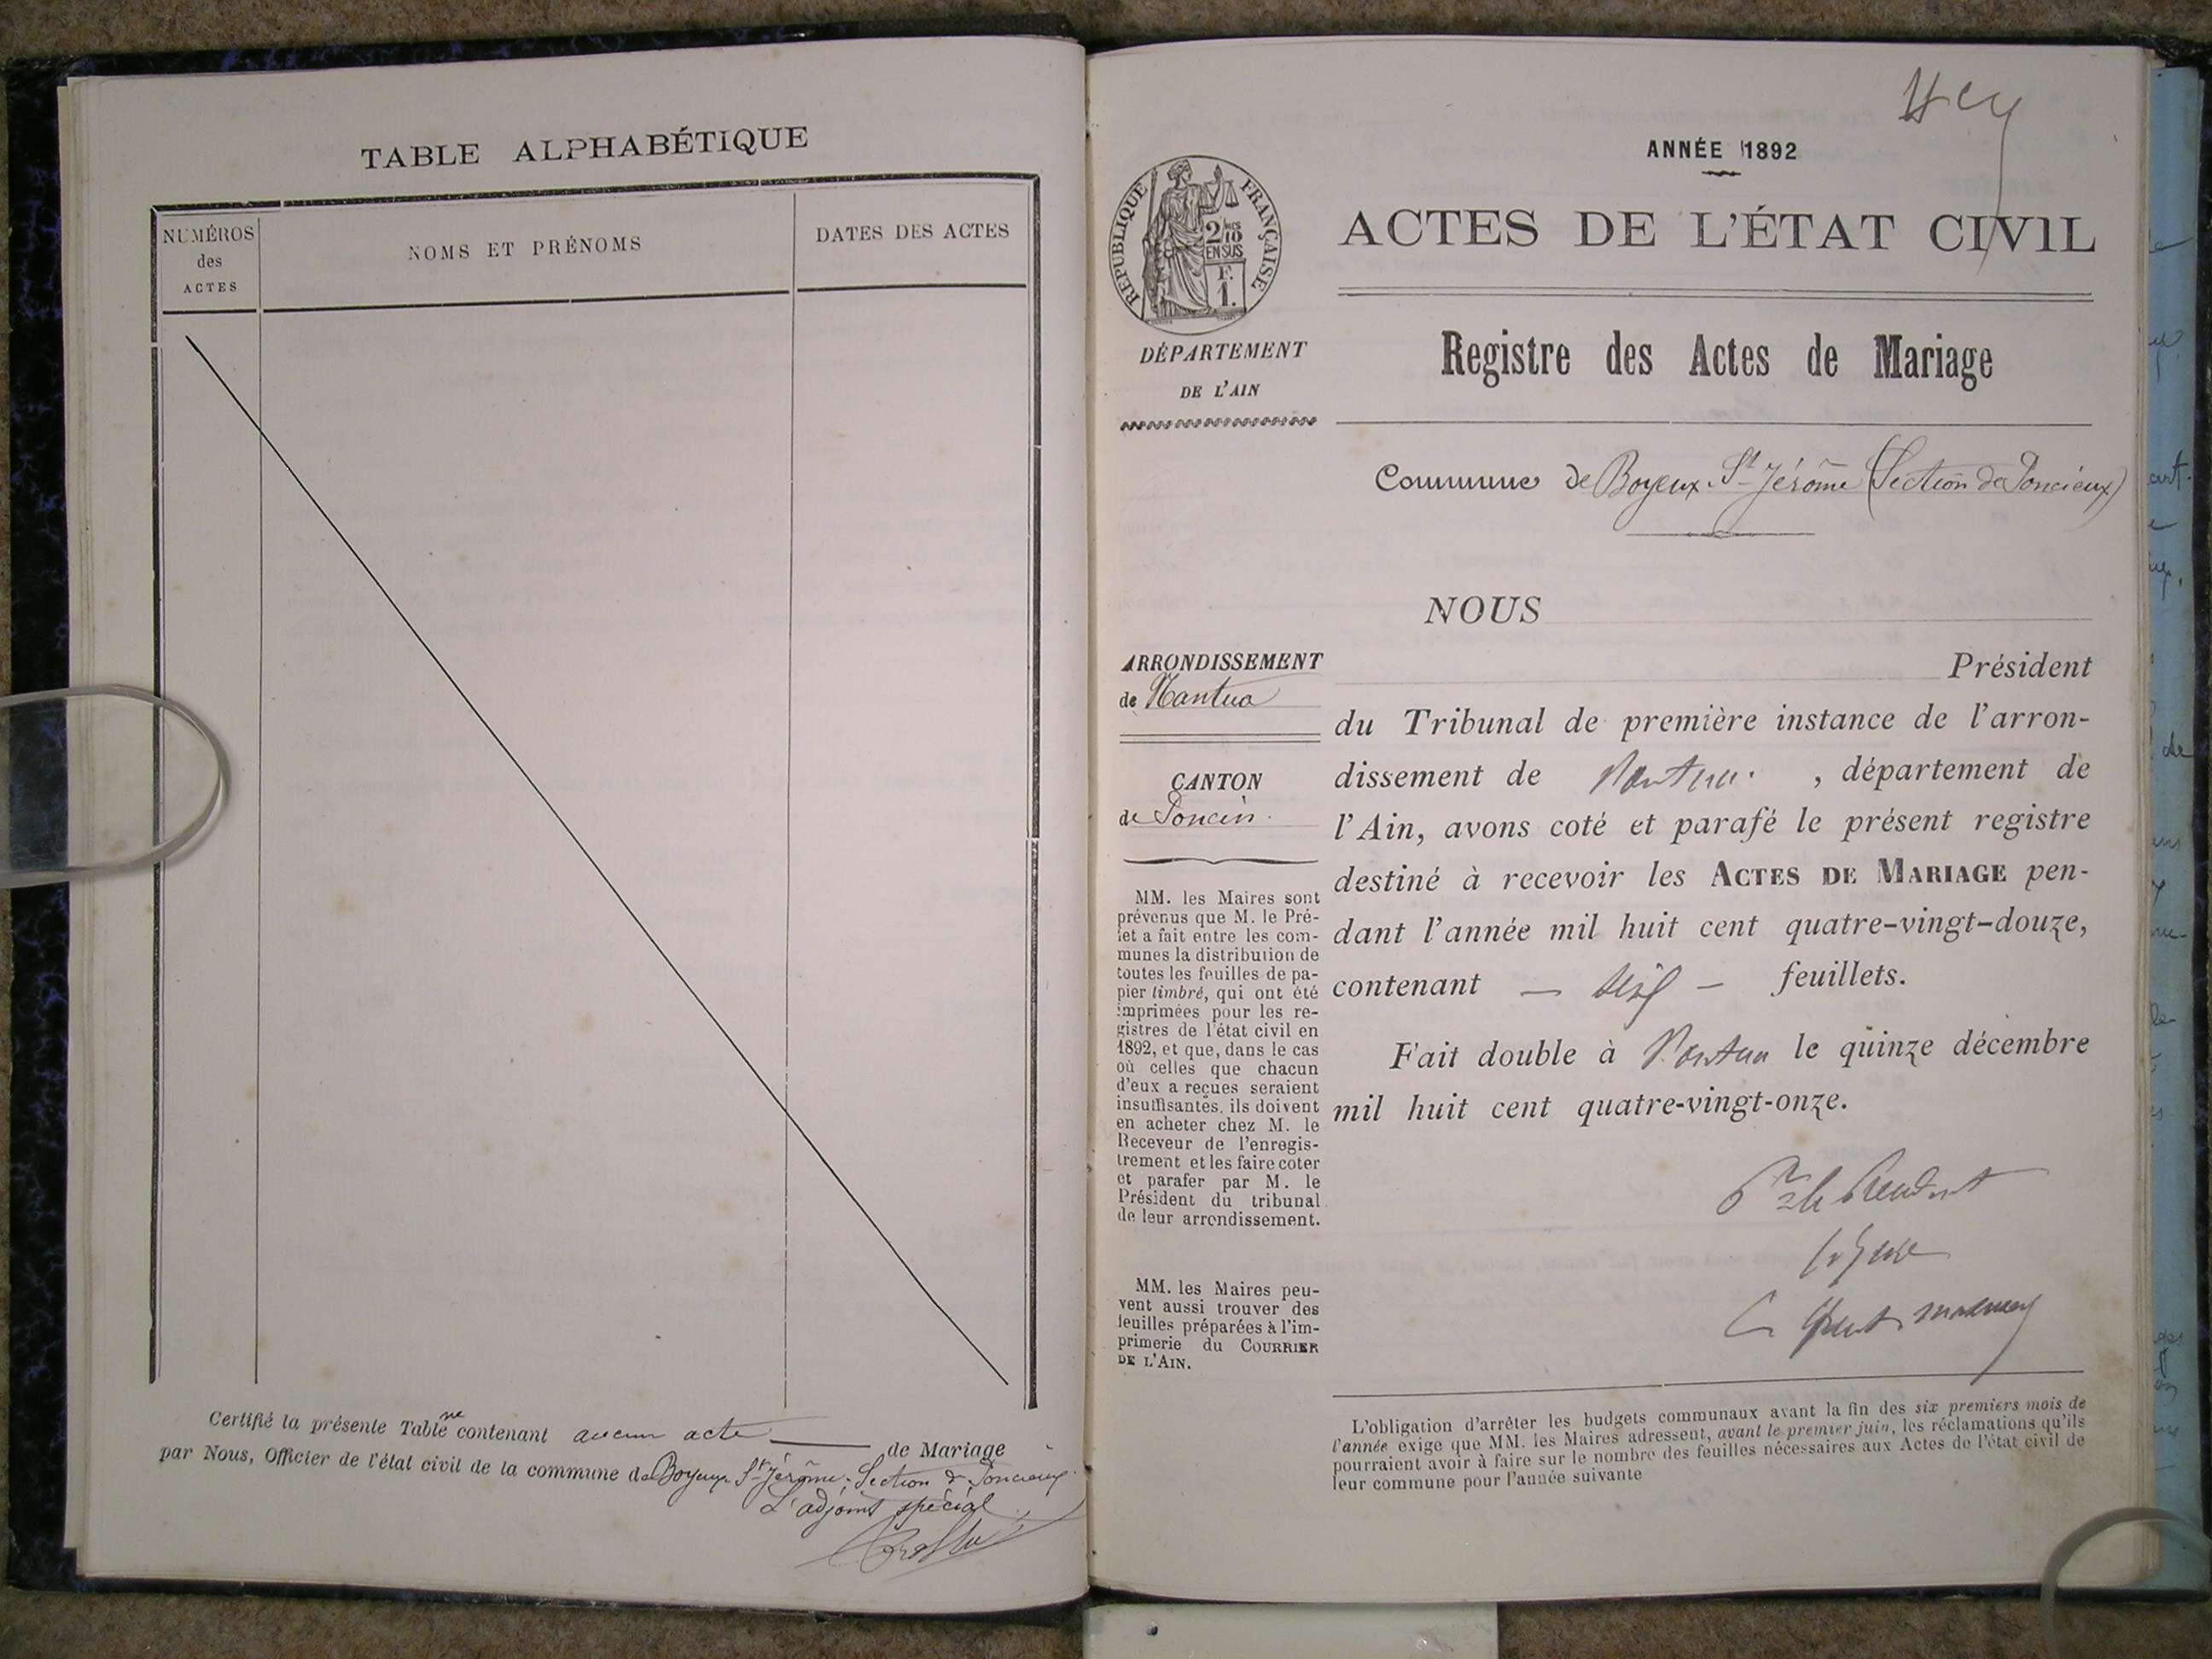 TABLE ALPHABÉTIQUE
NUMÉROS
des
ACTES
NOMS ET PRÉNOMS
DATES DES ACTES
Certifié la présente Table ne contenant aucun acte de Mariage
par Nous, Officier de l'état civil de la commune de Boyeux St Jérôme, Section de Poncieux
L'adjoint spécial
ANNÉE 1892
RÉPUBLIQUE FRANÇAISE
2/10
EN SUS
F.
1.
ACTES DE L'ÉTAT CIVIL
DÉPARTEMENT
DE L'AIN
Registre des Actes de Mariage
Commune de Boyeux-St-Jérôme (Section de Poncieux)
ARRONDISSEMENT
de Nantua
CANTON
de Poncin.
MM. les Maires sont
prévenus que M. le Pré-
fet a fait entre les com-
munes la distribution de
toutes les feuilles de pa-
pier timbré, qui ont été
imprimées pour les re-
gistres de l'état civil en
1892, et que, dans le cas
où celles que chacun
d'eux a reçues seraient
insuffisantes, ils doivent
en acheter chez M. le
Receveur de l'enregis-
trement et les faire coter
et parafer par M. le
Président du tribunal
de leur arrondissement.
MM. les Maires peu-
vent aussi trouver des
feuilles préparées à l'im-
primerie du COURRIER
DE L'AIN.
NOUS
Président
du Tribunal de première instance de l'arron-
dissement de Nantua, département de
l'Ain, avons coté et parafé le présent registre
destiné à recevoir les ACTES DE MARIAGE pen-
dant l'année mil huit cent quatre-vingt-douze,
contenant — six — feuillets.
Fait double à Nantua le quinze décembre
mil huit cent quatre-vingt-onze.
Pr le Président
L'obligation d'arrêter les budgets communaux avant la fin des six premiers mois de
l'année exige que MM. les Maires adressent, avant le premier juin, les réclamations qu'ils
pourraient avoir à faire sur le nombre des feuilles nécessaires aux Actes de l'état civil de
leur commune pour l'année suivante